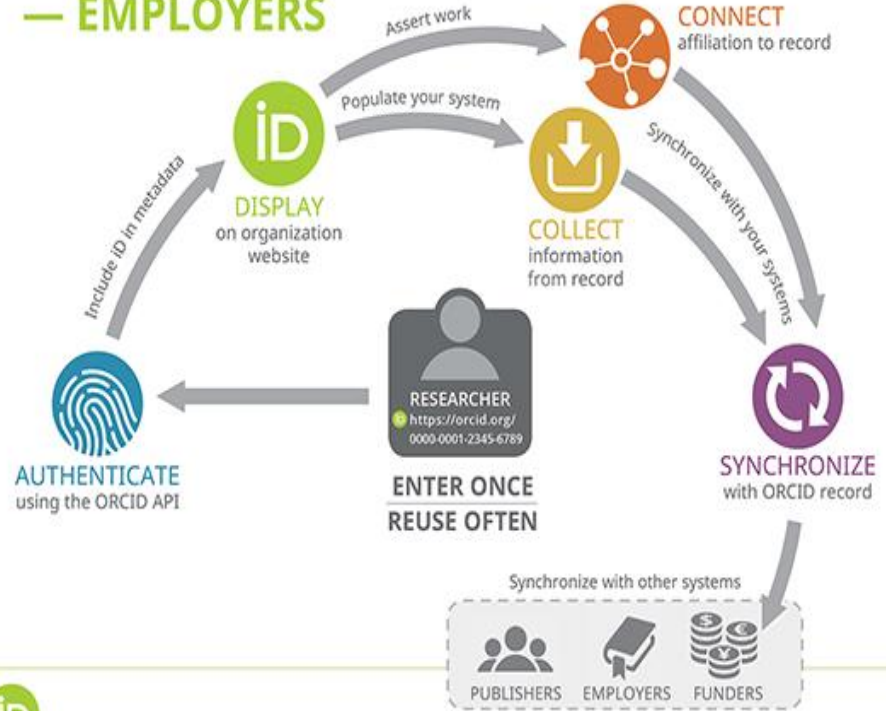 — EMPLOYERS
Assert work
CONNECT
affiliation to record
Populate your system
iD
DISPLAY
on organization
website
Include iD in metadata
COLLECT
information
from record
Synchronize with your systems
RESEARCHER
iD https://orcid.org/
0000-0001-2345-6789
ENTER ONCE
REUSE OFTEN
AUTHENTICATE
using the ORCID API
SYNCHRONIZE
with ORCID record
Synchronize with other systems
$ € ¥
PUBLISHERS EMPLOYERS FUNDERS
iD